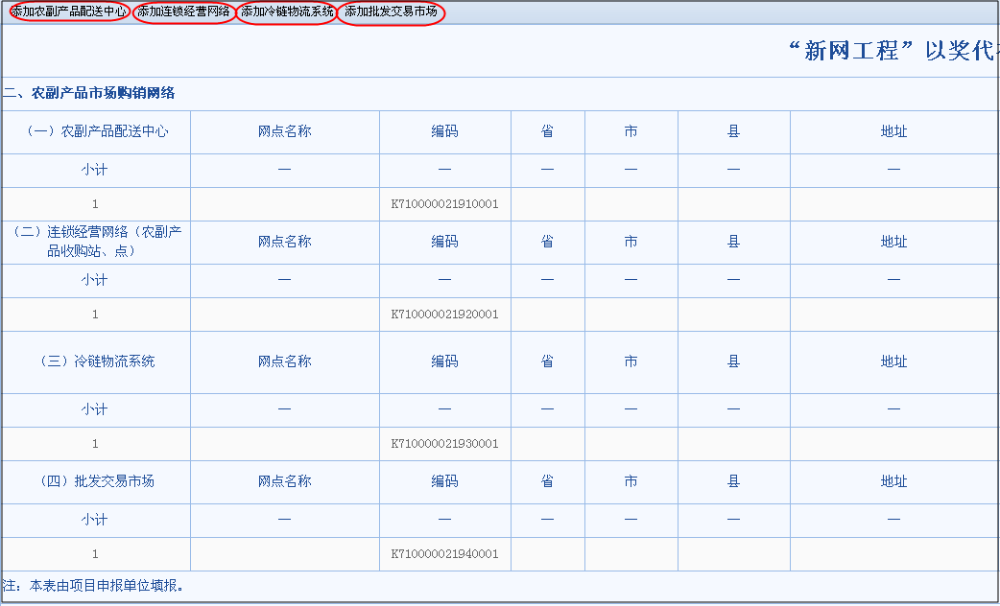 添加农副产品配送中心 添加连锁经营网络 添加冷链物流系统 添加批发交易市场
“新网工程”以奖代
二、农副产品市场购销网络
（一）农副产品配送中心 网点名称 编码 省 市 县 地址
小计 — — — — — —
1 K710000021910001
（二）连锁经营网络（农副产
品收购站、点） 网点名称 编码 省 市 县 地址
小计 — — — — — —
1 K710000021920001
（三）冷链物流系统 网点名称 编码 省 市 县 地址
小计 — — — — — —
1 K710000021930001
（四）批发交易市场 网点名称 编码 省 市 县 地址
小计 — — — — — —
1 K710000021940001
注：本表由项目申报单位填报。